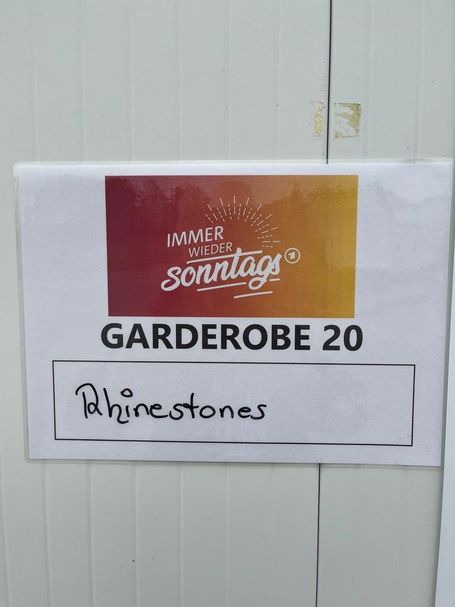 IMMER
WIEDER
sonntags
GARDEROBE 20
Rhinestones